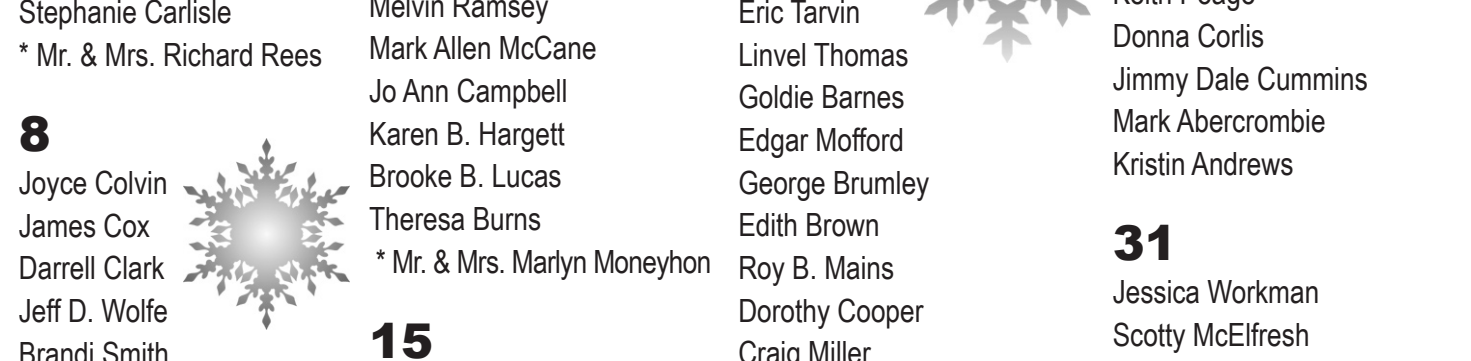 Stephanie Carlisle
* Mr. & Mrs. Richard Rees
8
Joyce Colvin
James Cox
Darrell Clark
Jeff D. Wolfe
Brandi Smith
Melvin Ramsey
Mark Allen McCane
Jo Ann Campbell
Karen B. Hargett
Brooke B. Lucas
Theresa Burns
* Mr. & Mrs. Marlyn Moneyhon
15
Eric Tarvin
Linvel Thomas
Goldie Barnes
Edgar Mofford
George Brumley
Edith Brown
Roy B. Mains
Dorothy Cooper
Craig Miller
Donna Corlis
Jimmy Dale Cummins
Mark Abercrombie
Kristin Andrews
31
Jessica Workman
Scotty McElfresh